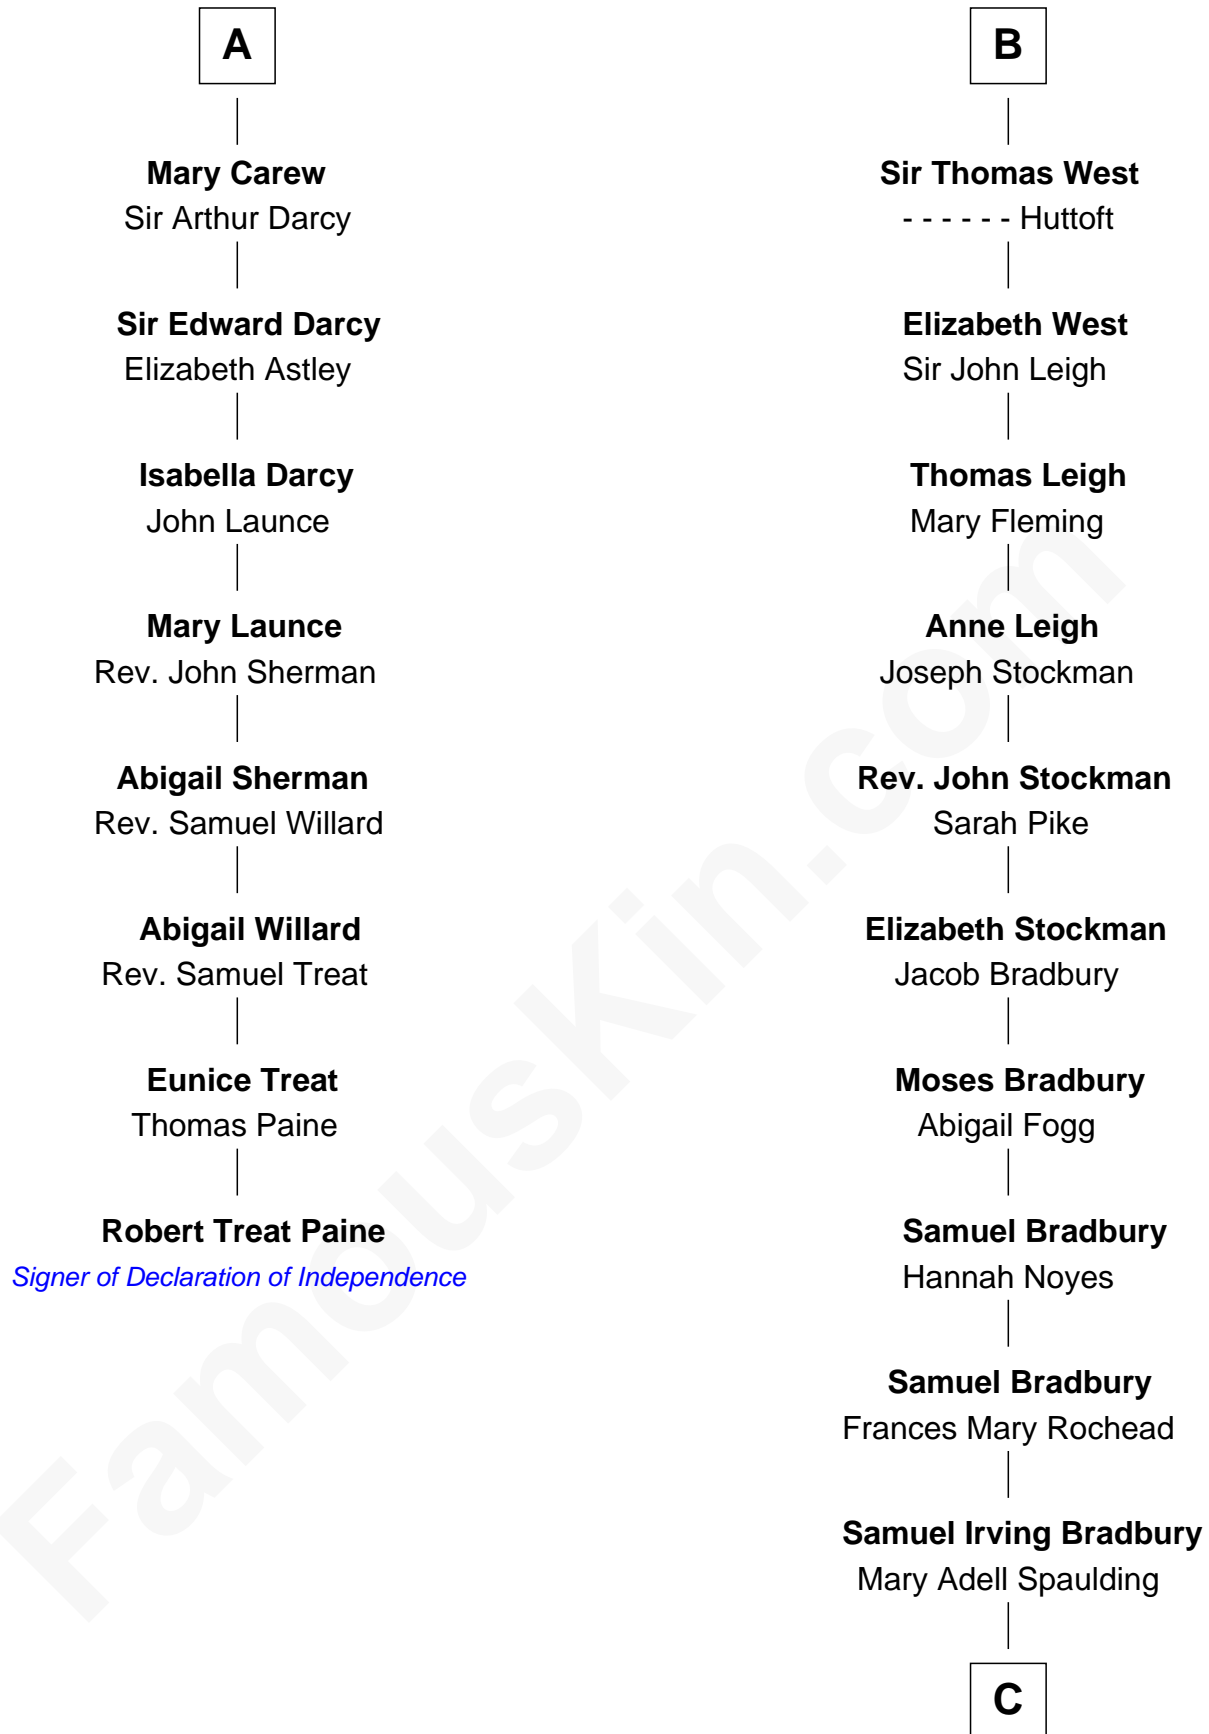 A
Mary Carew
Sir Arthur Darcy
Sir Edward Darcy
Elizabeth Astley
Isabella Darcy
John Launce
Mary Launce
Rev. John Sherman
Abigail Sherman
Rev. Samuel Willard
Abigail Willard
Rev. Samuel Treat
Eunice Treat
Thomas Paine
Robert Treat Paine
Signer of Declaration of Independence
B
Sir Thomas West
- - - - - - Huttoft
Elizabeth West
Sir John Leigh
Thomas Leigh
Mary Fleming
Anne Leigh
Joseph Stockman
Rev. John Stockman
Sarah Pike
Elizabeth Stockman
Jacob Bradbury
Moses Bradbury
Abigail Fogg
Samuel Bradbury
Hannah Noyes
Samuel Bradbury
Frances Mary Rochead
Samuel Irving Bradbury
Mary Adell Spaulding
C
FamousKin.com